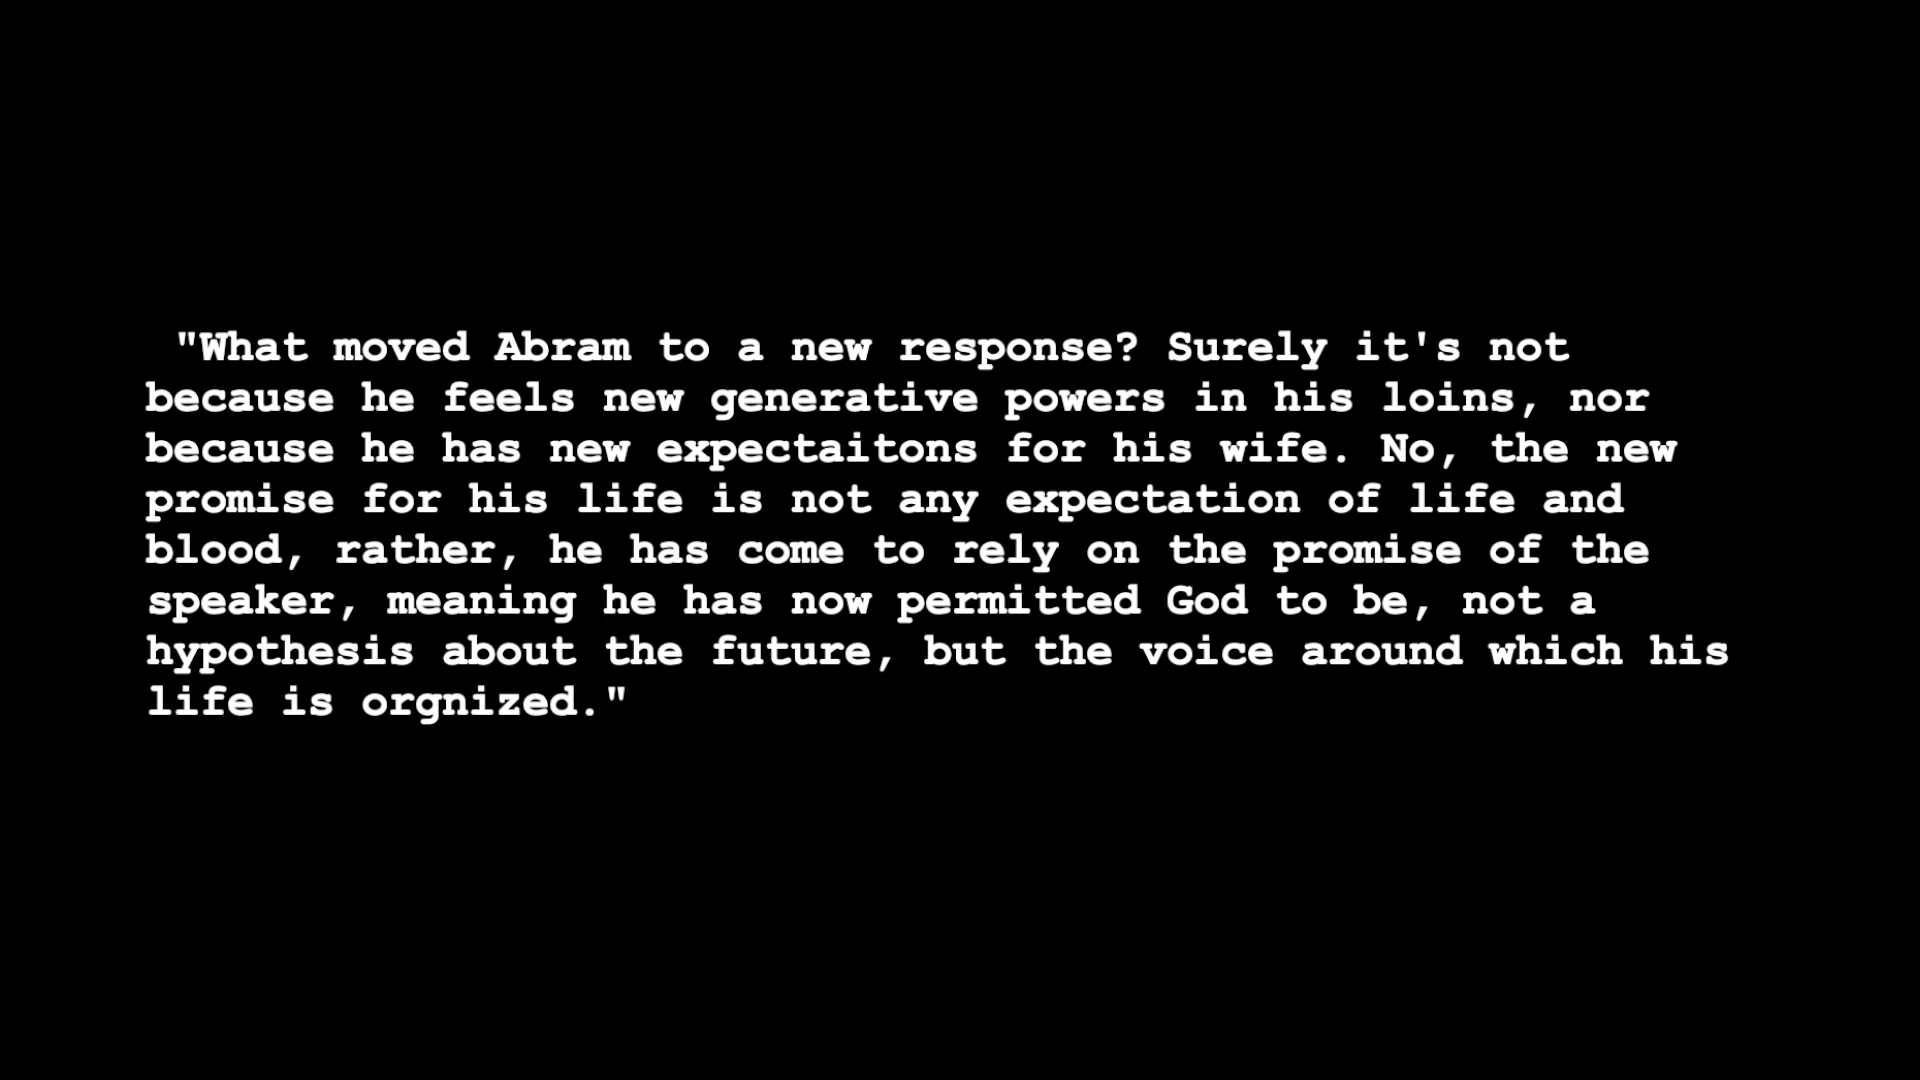 "What moved Abram to a new response? Surely it's not
because he feels new generative powers in his loins, nor
because he has new expectaitons for his wife. No, the new
promise for his life is not any expectation of life and
blood, rather, he has come to rely on the promise of the
speaker, meaning he has now permitted God to be, not a
hypothesis about the future, but the voice around which his
life is orgnized."